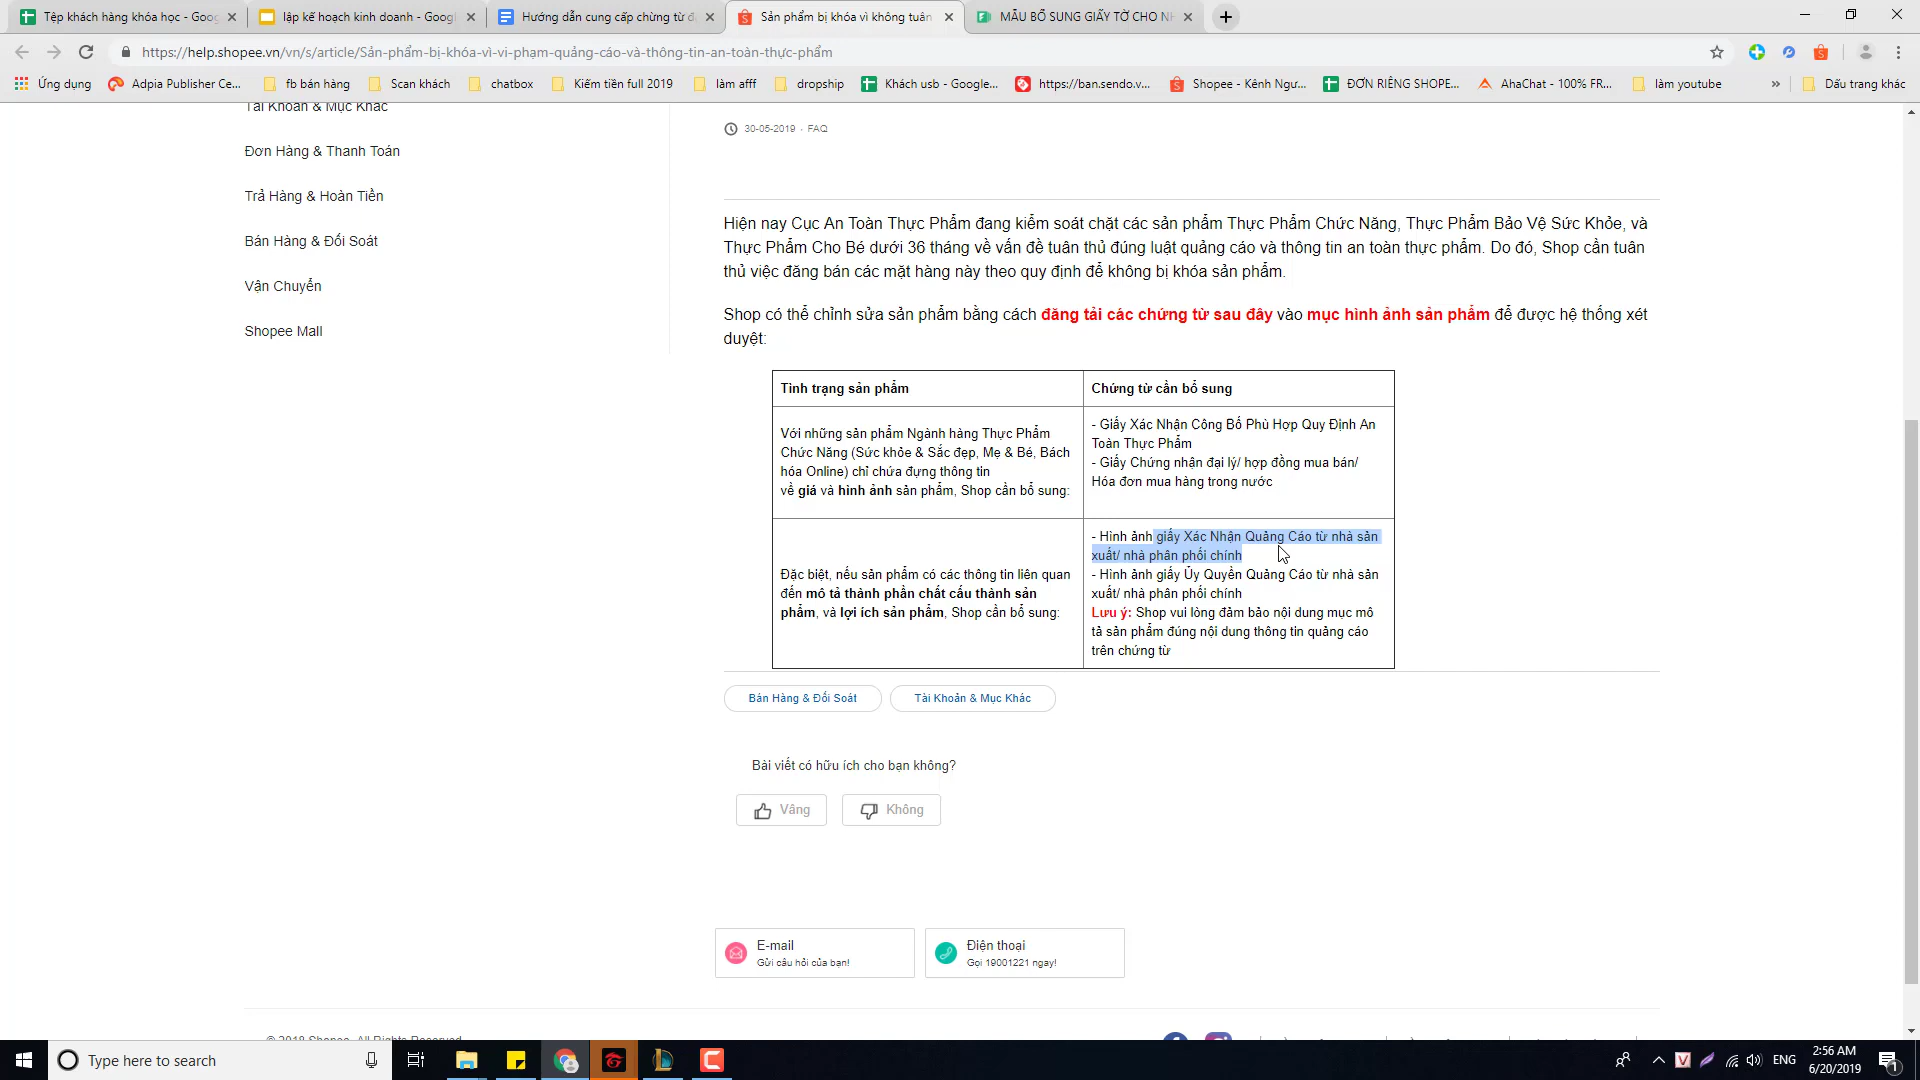 Tệp khách hàng khóa học - Goog
lập kế hoạch kinh doanh - Googl
Hướng dẫn cung cấp chừng từ đ
Sản phẩm bị khóa vì không tuân
MẪU BỔ SUNG GIẤY TỜ CHO NH
https://help.shopee.vn/vn/s/article/Sản-phẩm-bị-khóa-vì-vi-phạm-quảng-cáo-và-thông-tin-an-toàn-thực-phẩm
Ứng dụng
Adpia Publisher Ce...
fb bán hàng
Scan khách
chatbox
Kiếm tiền full 2019
làm afff
dropship
Khách usb - Google...
https://ban.sendo.v...
Shopee - Kênh Ngư...
ĐƠN RIÊNG SHOPE...
AhaChat - 100% FR...
làm youtube
»
Dấu trang khác
Tài Khoản & Mục Khác
Đơn Hàng & Thanh Toán
Trả Hàng & Hoàn Tiền
Bán Hàng & Đối Soát
Vận Chuyển
Shopee Mall
30-05-2019 · FAQ
Hiện nay Cục An Toàn Thực Phẩm đang kiểm soát chặt các sản phẩm Thực Phẩm Chức Năng, Thực Phẩm Bảo Vệ Sức Khỏe, và
Thực Phẩm Cho Bé dưới 36 tháng về vấn đề tuân thủ đúng luật quảng cáo và thông tin an toàn thực phẩm. Do đó, Shop cần tuân
thủ việc đăng bán các mặt hàng này theo quy định để không bị khóa sản phẩm.
Shop có thể chỉnh sửa sản phẩm bằng cách đăng tải các chứng từ sau đây vào mục hình ảnh sản phẩm để được hệ thống xét
duyệt:
Tình trạng sản phẩm
Chứng từ cần bổ sung
Với những sản phẩm Ngành hàng Thực Phẩm
Chức Năng (Sức khỏe & Sắc đẹp, Mẹ & Bé, Bách
hóa Online) chỉ chứa đựng thông tin
về giá và hình ảnh sản phẩm, Shop cần bổ sung:
- Giấy Xác Nhận Công Bố Phù Hợp Quy Định An
Toàn Thực Phẩm
- Giấy Chứng nhận đại lý/ hợp đồng mua bán/
Hóa đơn mua hàng trong nước
Đặc biệt, nếu sản phẩm có các thông tin liên quan
đến mô tả thành phần chất cấu thành sản
phẩm, và lợi ích sản phẩm, Shop cần bổ sung:
- Hình ảnh giấy Xác Nhận Quảng Cáo từ nhà sản
xuất/ nhà phân phối chính
- Hình ảnh giấy Ủy Quyền Quảng Cáo từ nhà sản
xuất/ nhà phân phối chính
Lưu ý: Shop vui lòng đảm bảo nội dung mục mô
tả sản phẩm đúng nội dung thông tin quảng cáo
trên chứng từ
Bán Hàng & Đối Soát
Tài Khoản & Mục Khác
Bài viết có hữu ích cho bạn không?
Vâng
Không
E-mail
Gửi câu hỏi của bạn!
Điện thoại
Gọi 19001221 ngay!
© 2018 Shopee. All Rights Reserved
Type here to search
ENG
2:56 AM
6/20/2019
1